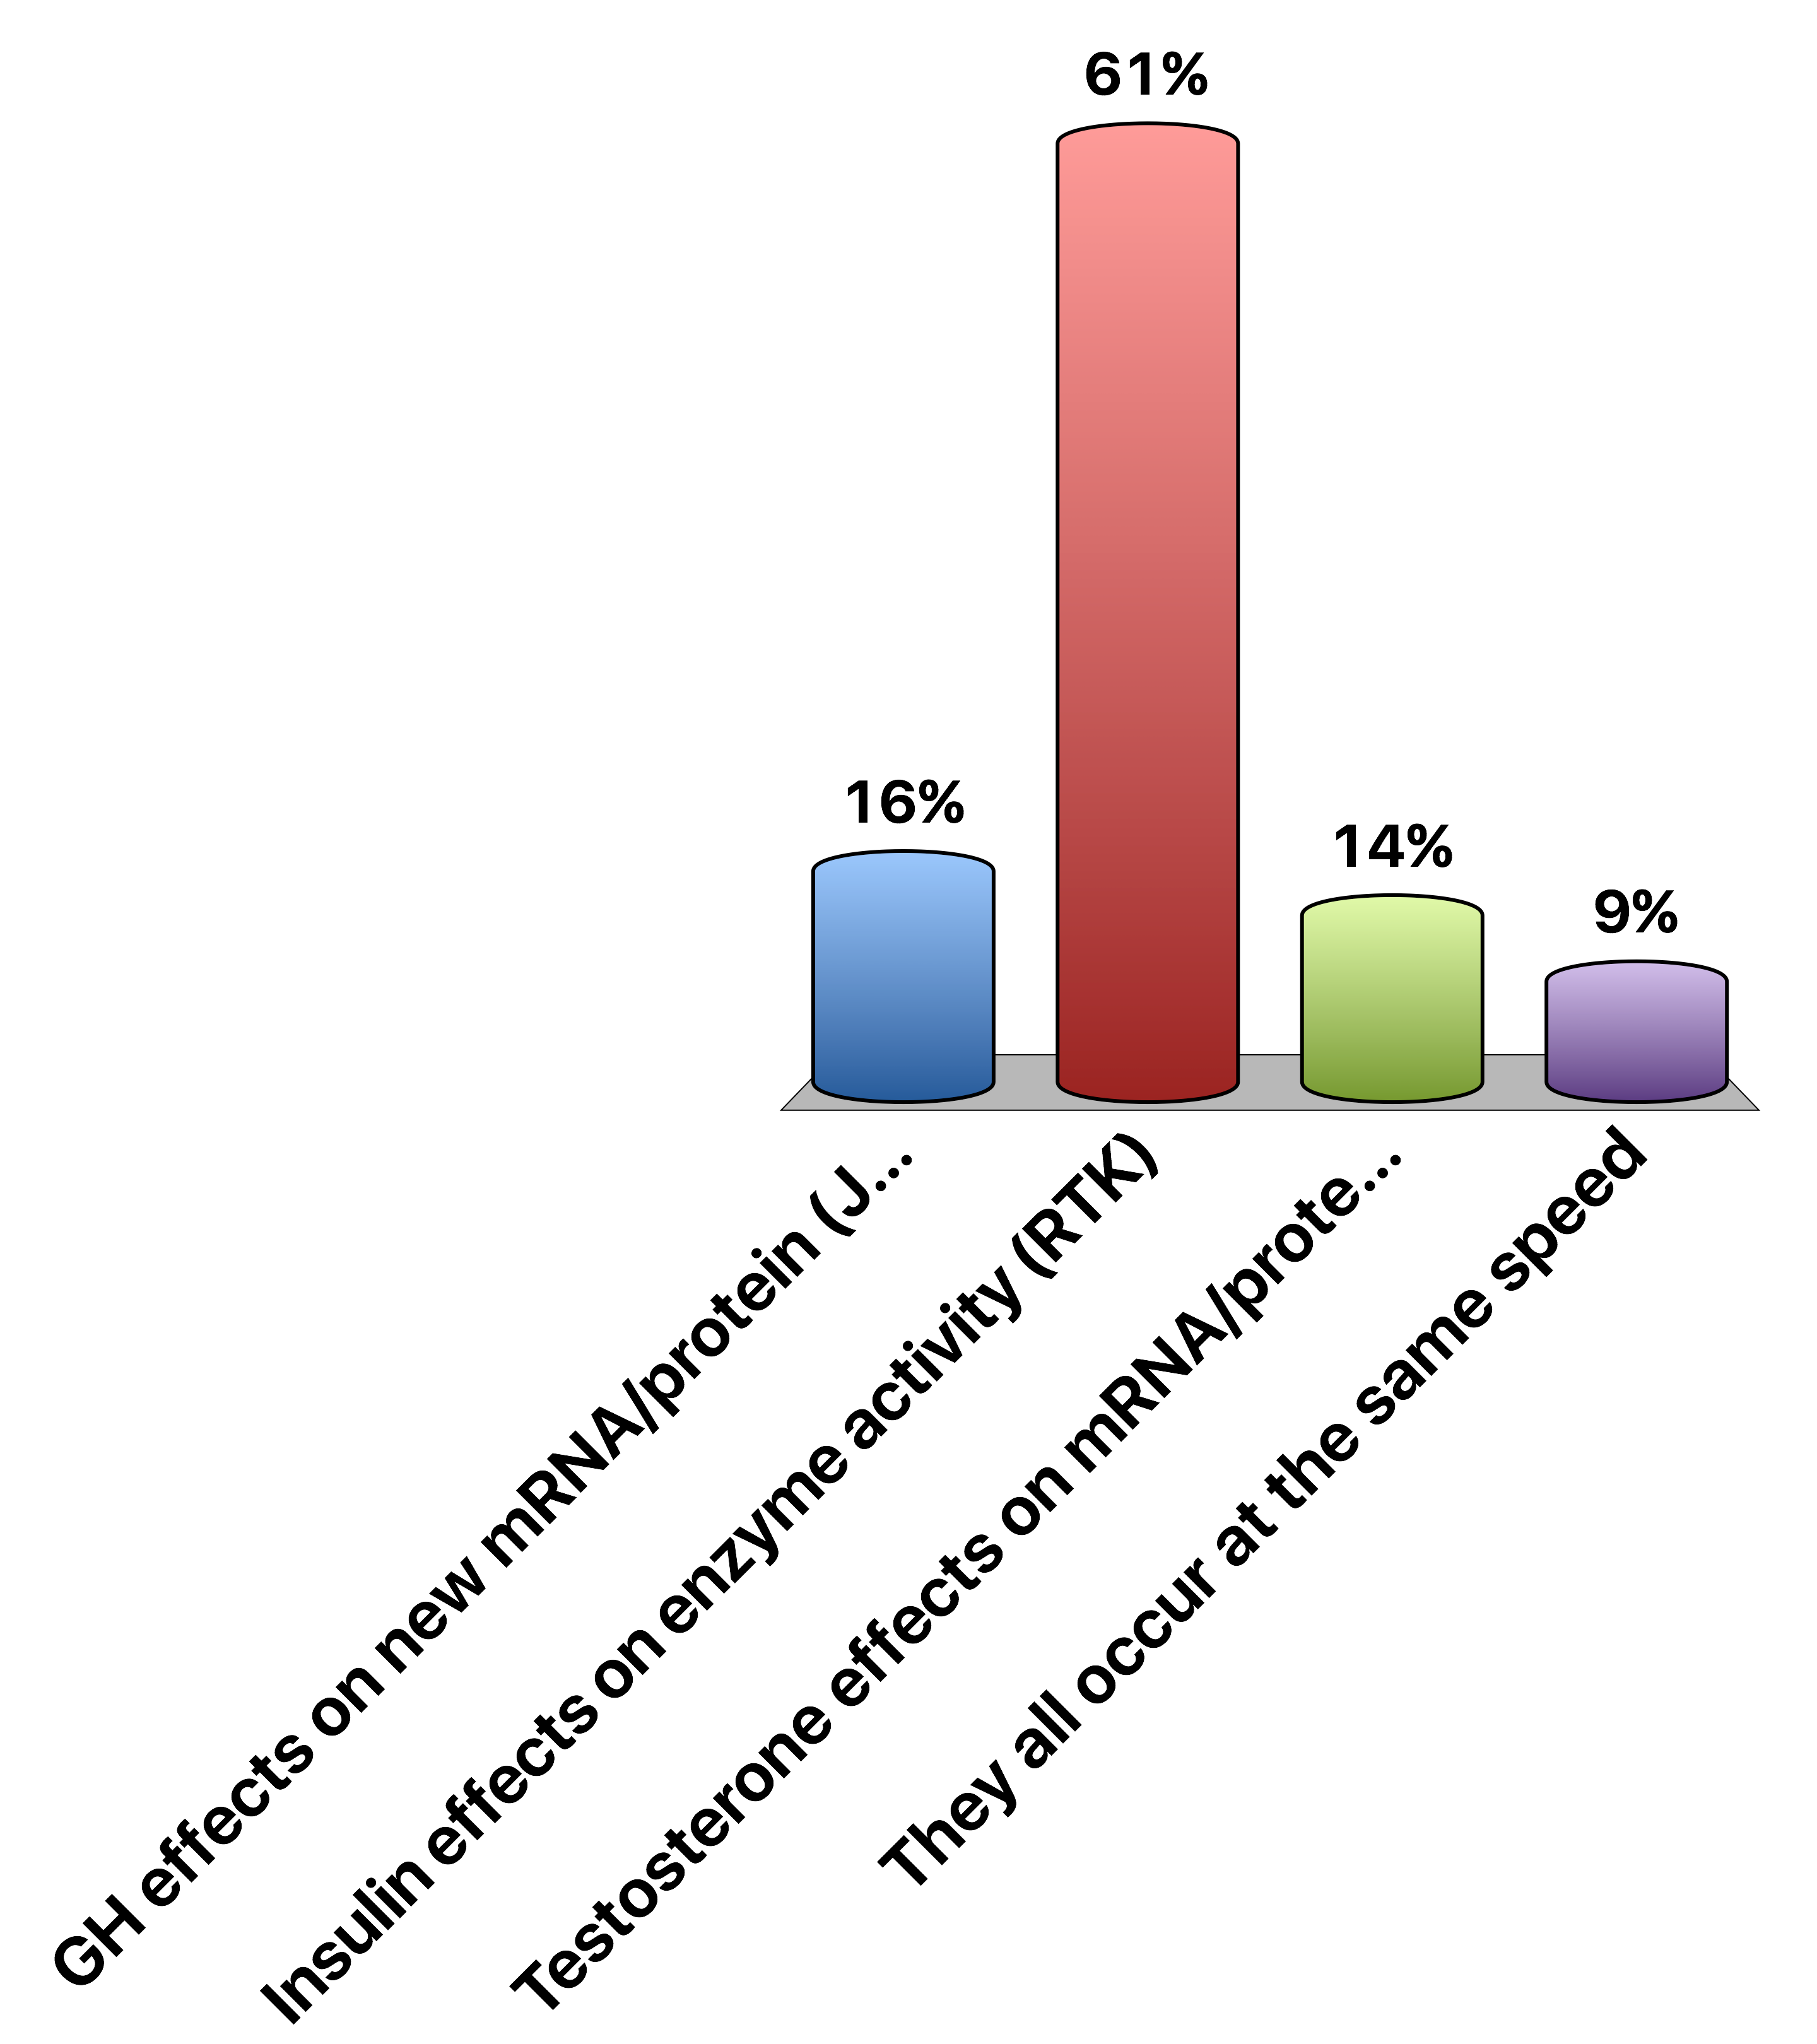 61%
16%
14%
9%
GH effects on new mRNA/protein (J...
Insulin effects on enzyme activity (RTK)
Testosterone effects on mRNA/prote...
They all occur at the same speed